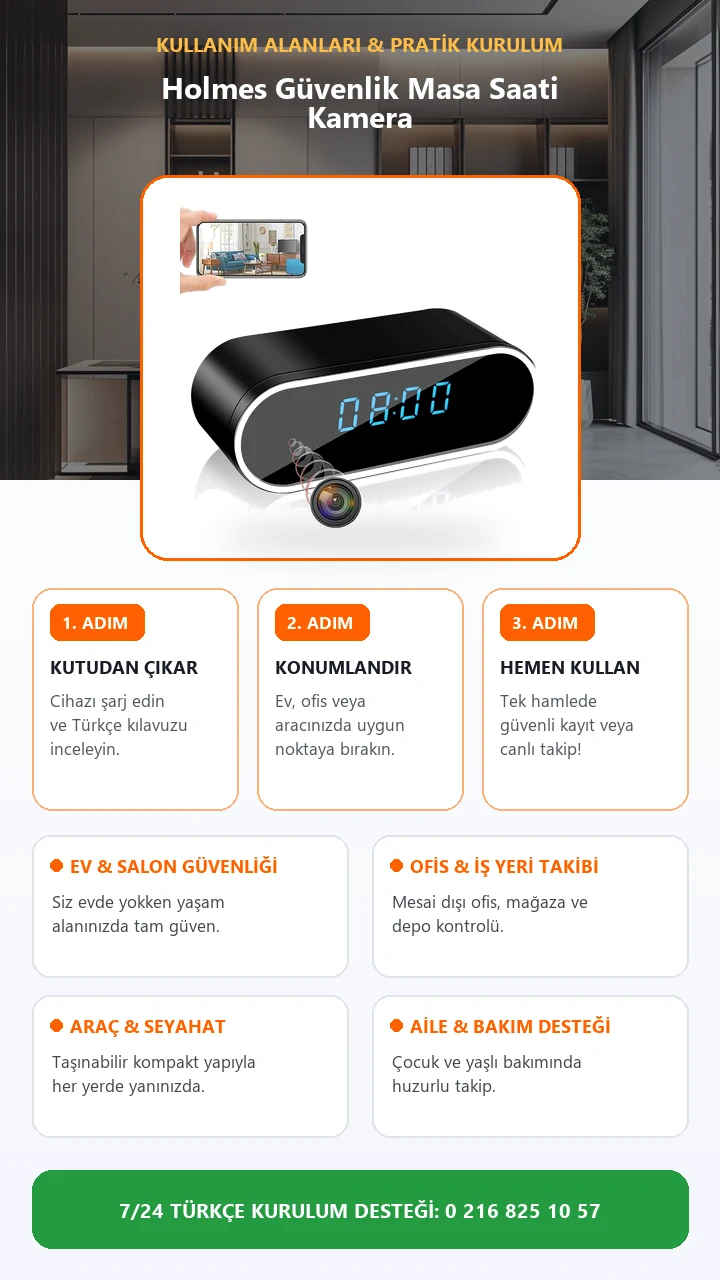 KULLANIM ALANLARI & PRATİK KURULUM
Holmes Güvenlik Masa Saati
Kamera
08:00
1. ADIM
KUTUDAN ÇIKAR
Cihazı şarj edin
ve Türkçe kılavuzu
inceleyin.
2. ADIM
KONUMLANDIR
Ev, ofis veya
aracınızda uygun
noktaya bırakın.
3. ADIM
HEMEN KULLAN
Tek hamlede
güvenli kayıt veya
canlı takip!
EV & SALON GÜVENLİĞİ
Siz evde yokken yaşam
alanınızda tam güven.
OFİS & İŞ YERİ TAKİBİ
Mesai dışı ofis, mağaza ve
depo kontrolü.
ARAÇ & SEYAHAT
Taşınabilir kompakt yapıyla
her yerde yanınızda.
AİLE & BAKIM DESTEĞİ
Çocuk ve yaşlı bakımında
huzurlu takip.
7/24 TÜRKÇE KURULUM DESTEĞİ: 0 216 825 10 57